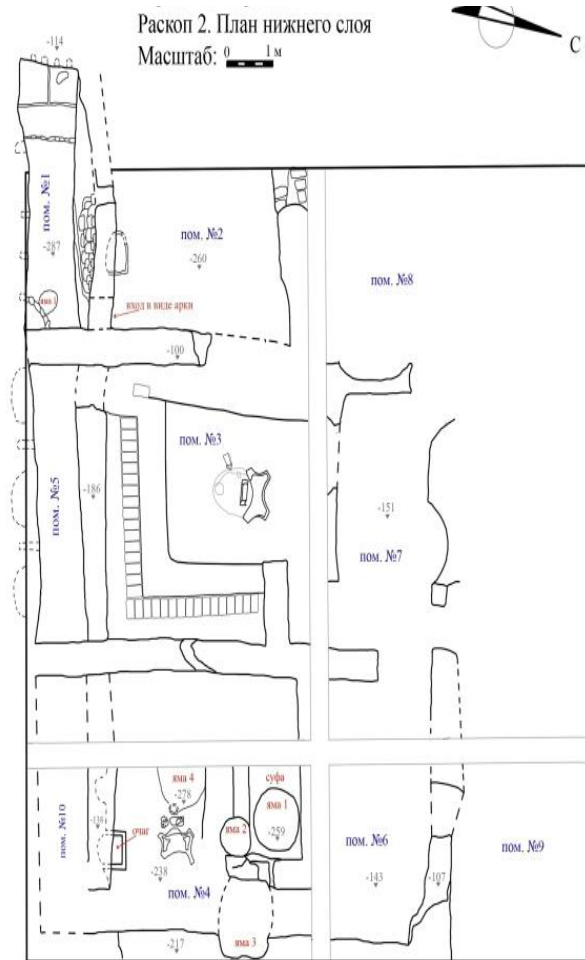 Раскоп 2. План нижнего слоя
Масштаб: 0 1 м
С
-114
пом. №1
-287
яма 1
пом. №2
-260
вход в виде арки
-100
пом. №8
пом. №3
пом. №5
-186
-151
пом. №7
пом. №10
очаг
яма 4
-278
-238
пом. №4
-217
яма 2
суфа
яма 1
-259
яма 3
пом. №6
-143
-107
пом. №9